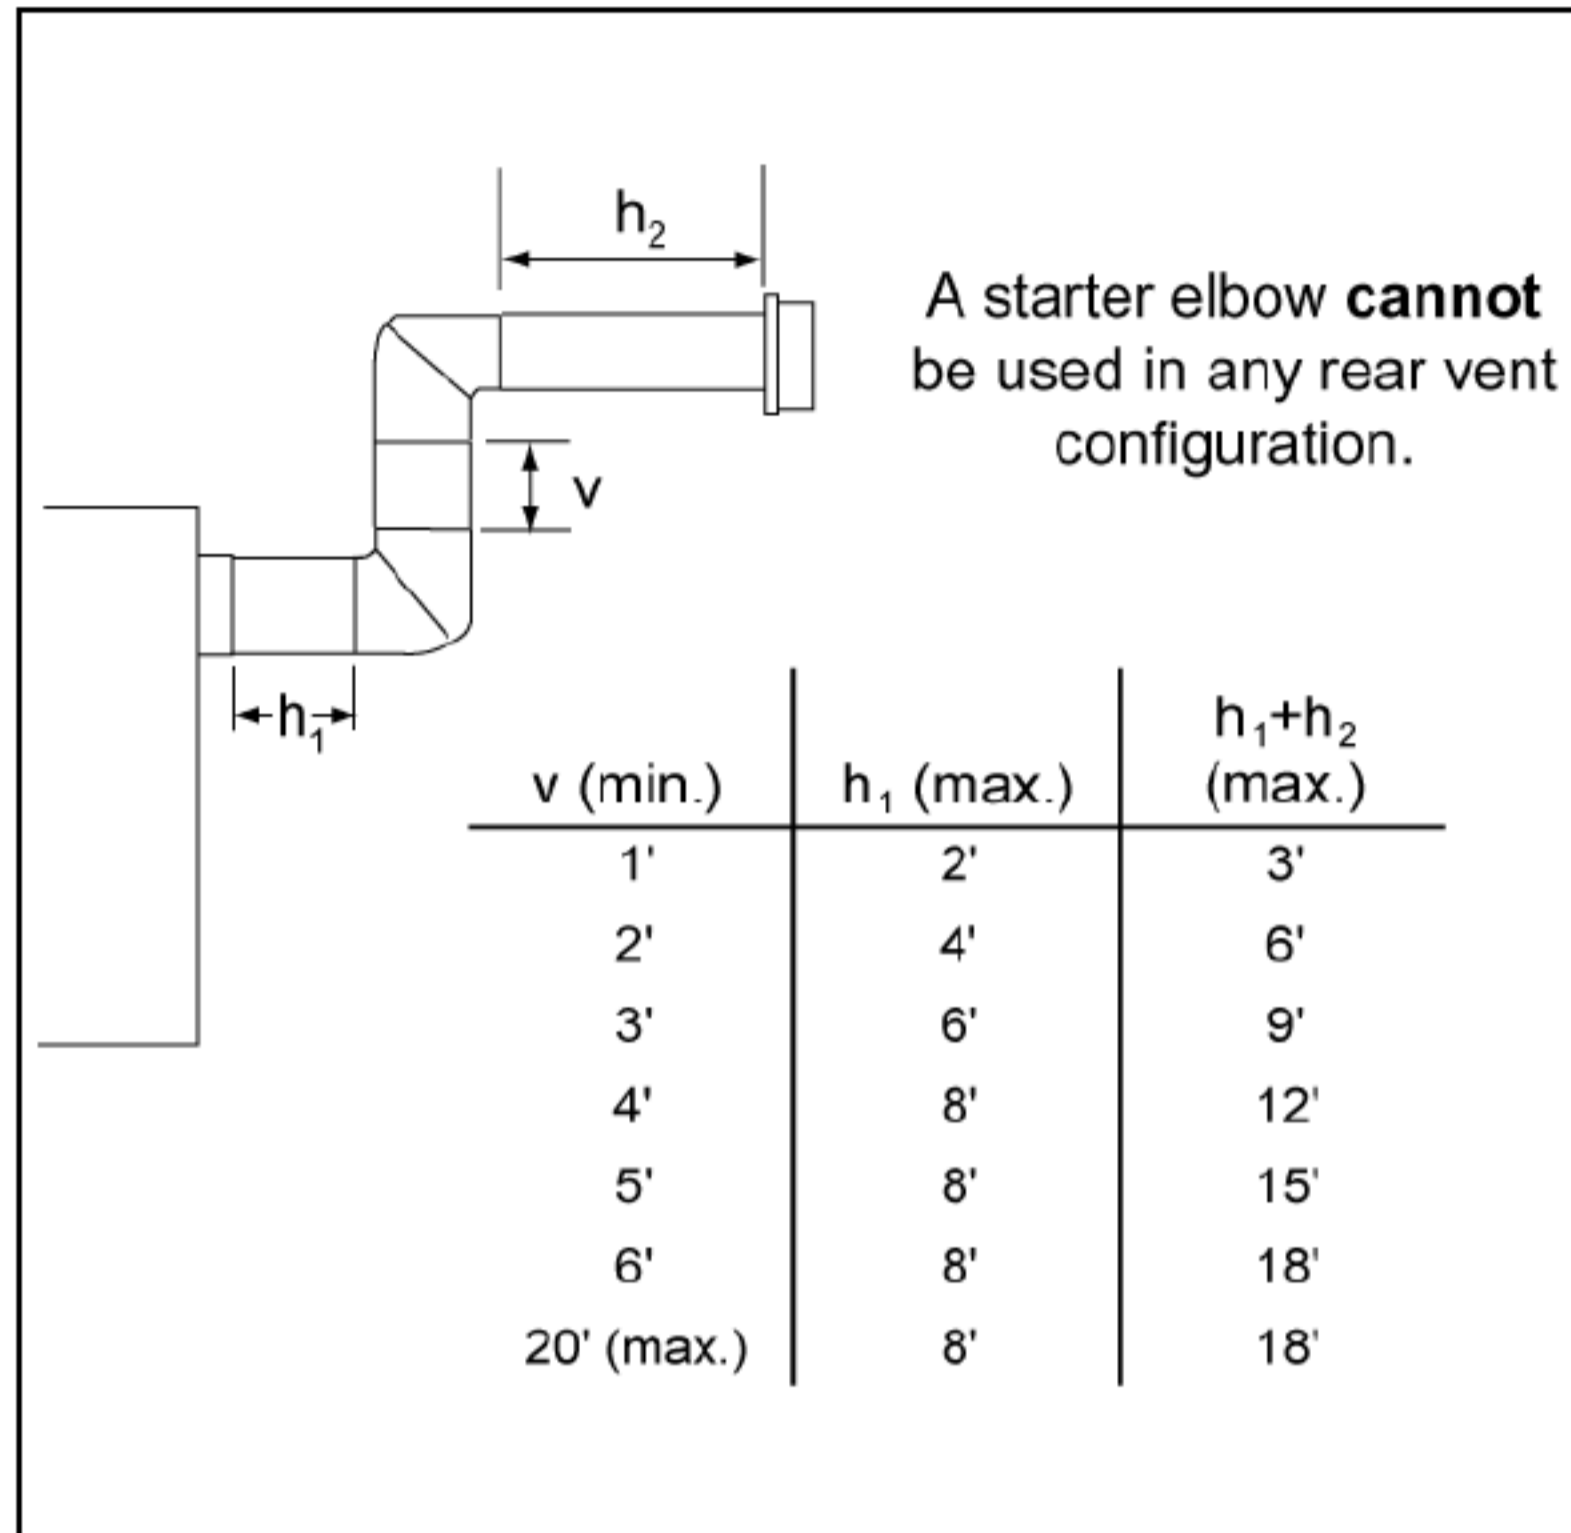 h₂
A starter elbow cannot
be used in any rear vent
configuration.
v
h₁
h₁+h₂
v (min.) h₁ (max.) (max.)
1' 2' 3'
2' 4' 6'
3' 6' 9'
4' 8' 12'
5' 8' 15'
6' 8' 18'
20' (max.) 8' 18'